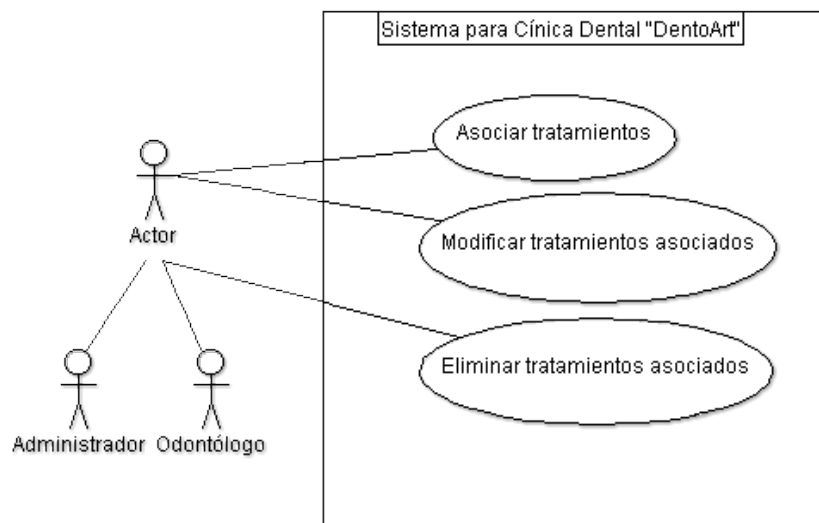 Sistema para Cínica Dental "DentoArt"
Asociar tratamientos
Actor
Modificar tratamientos asociados
Eliminar tratamientos asociados
Administrador
Odontólogo